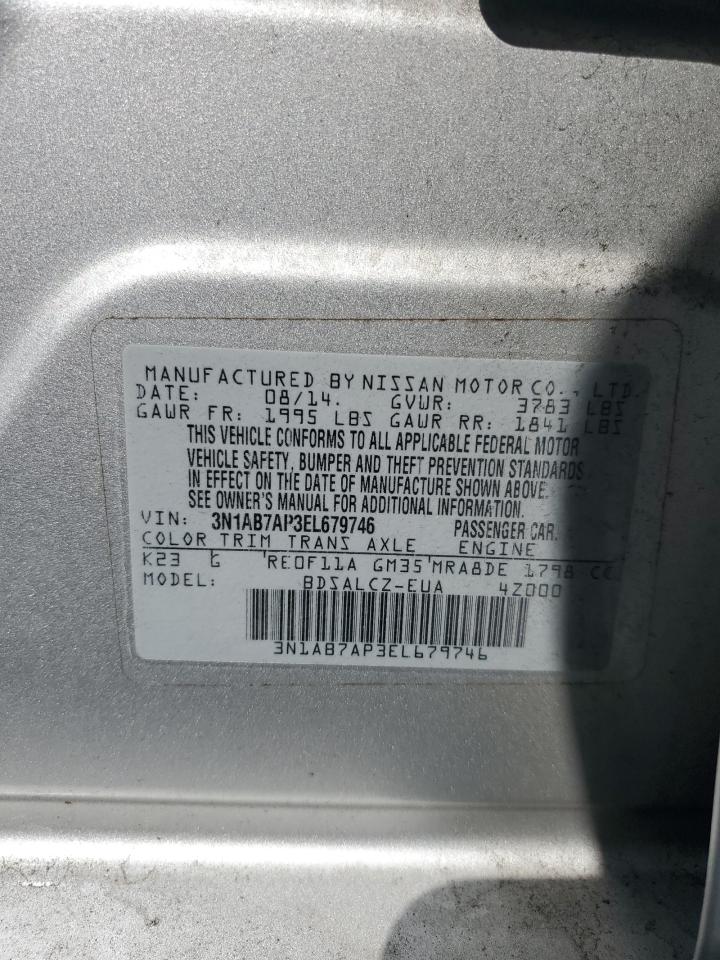 MANUFACTURED BY NISSAN MOTOR CO., LTD.
DATE: 08/14. GVWR: 3783 LBS
GAWR FR: 1995 LBS GAWR RR: 1841 LBS
THIS VEHICLE CONFORMS TO ALL APPLICABLE FEDERAL MOTOR
VEHICLE SAFETY, BUMPER AND THEFT PREVENTION STANDARDS
IN EFFECT ON THE DATE OF MANUFACTURE SHOWN ABOVE.
SEE OWNER'S MANUAL FOR ADDITIONAL INFORMATION.
VIN: 3N1AB7AP3EL679746 PASSENGER CAR.
COLOR TRIM TRANS AXLE ENGINE
K23 G RE0F11A GM35 MRA8DE 1798 CC
MODEL: BDSALCZ-EUA 4Z000
3N1AB7AP3EL679746